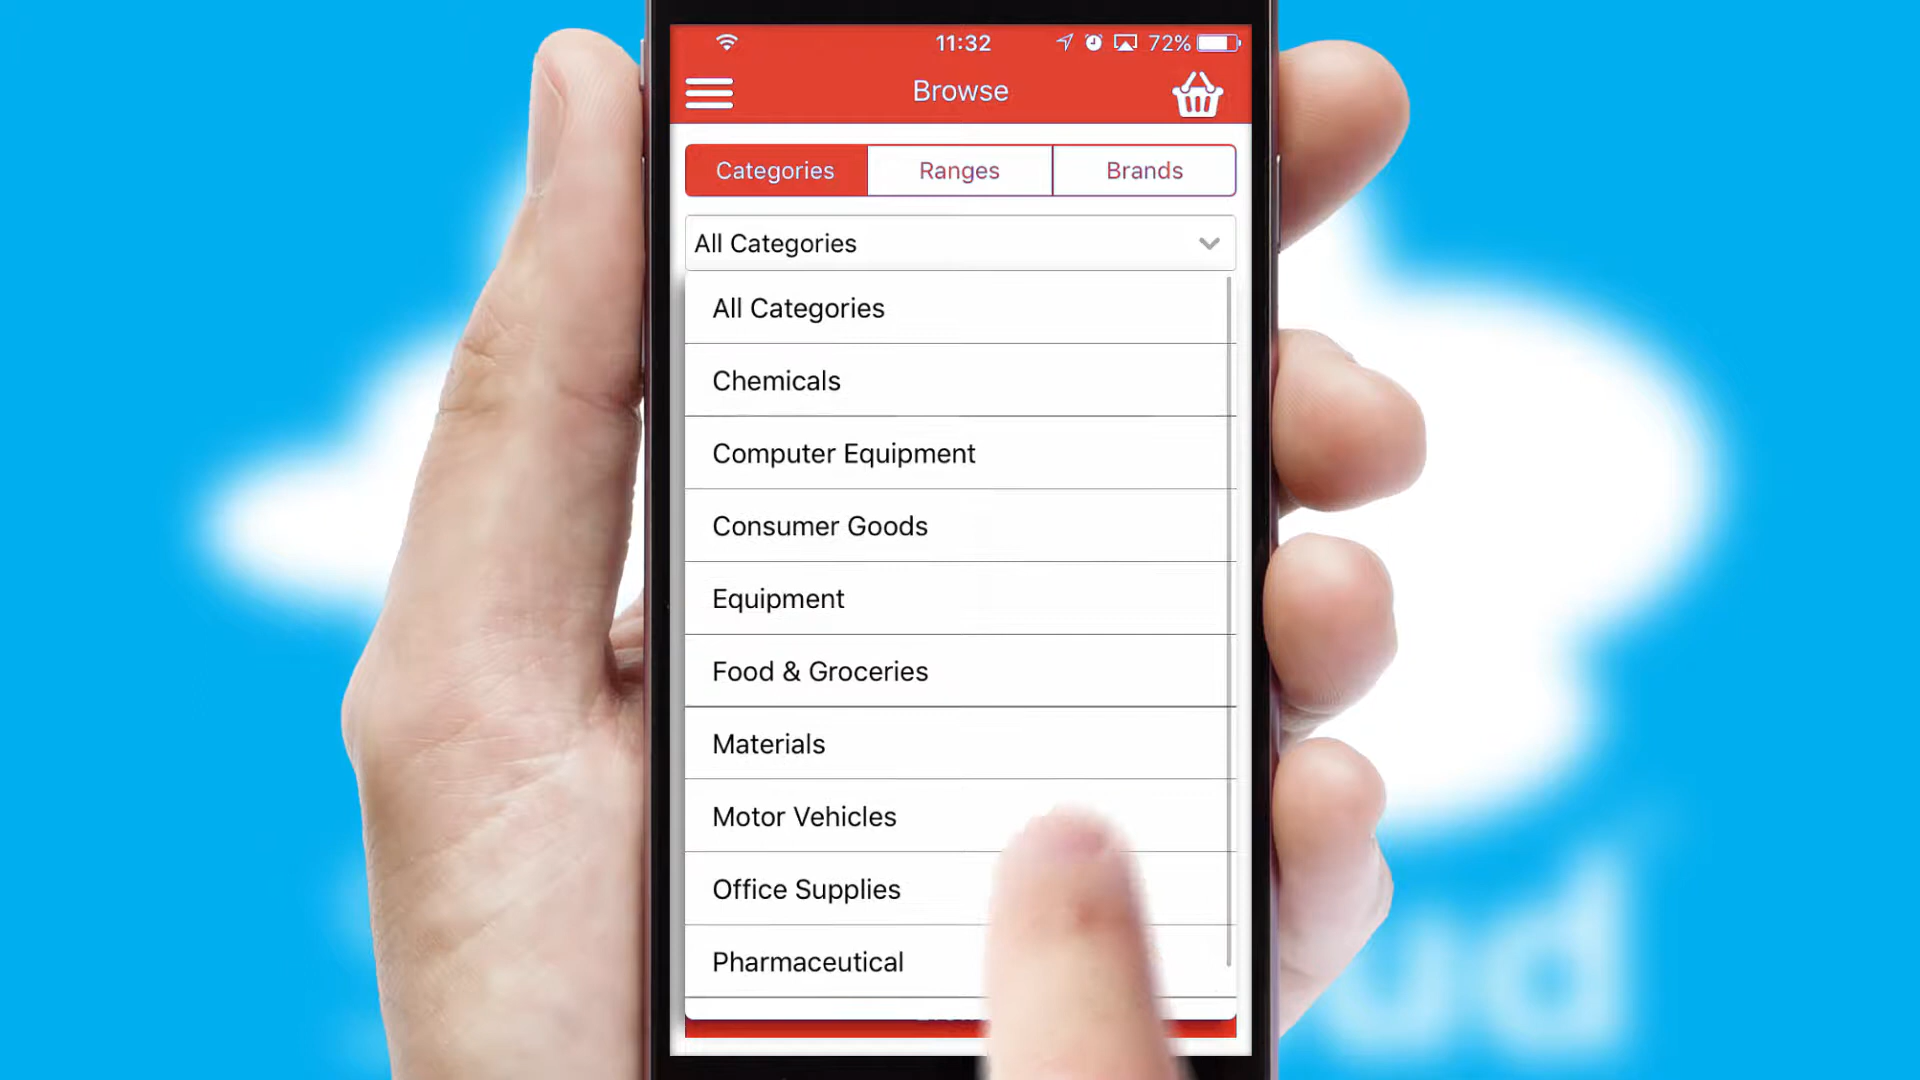 11:32
72%
Browse
Categories
Ranges
Brands
All Categories
All Categories
Chemicals
Computer Equipment
Consumer Goods
Equipment
Food & Groceries
Materials
Motor Vehicles
Office Supplies
Pharmaceutical
ud